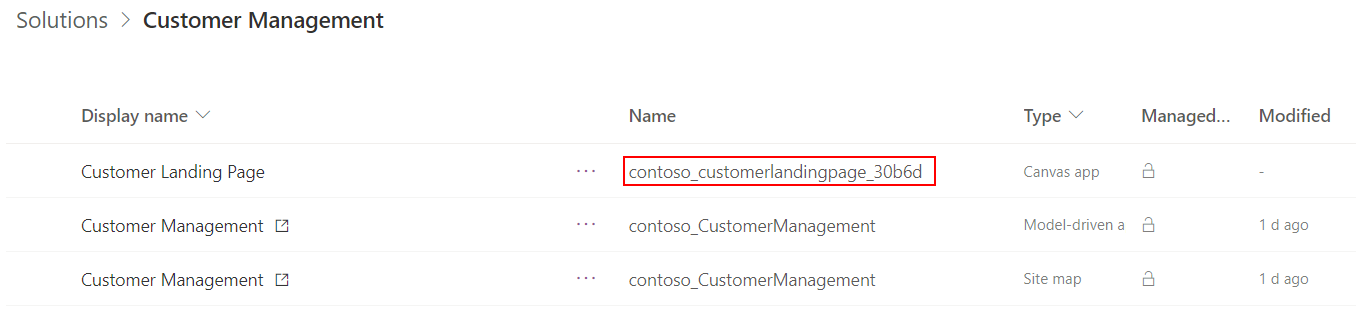 Solutions > Customer Management
Display name Name Type Managed... Modified
Customer Landing Page ... contoso_customerlandingpage_30b6d Canvas app -
Customer Management ... contoso_CustomerManagement Model-driven a 1 d ago
Customer Management ... contoso_CustomerManagement Site map 1 d ago